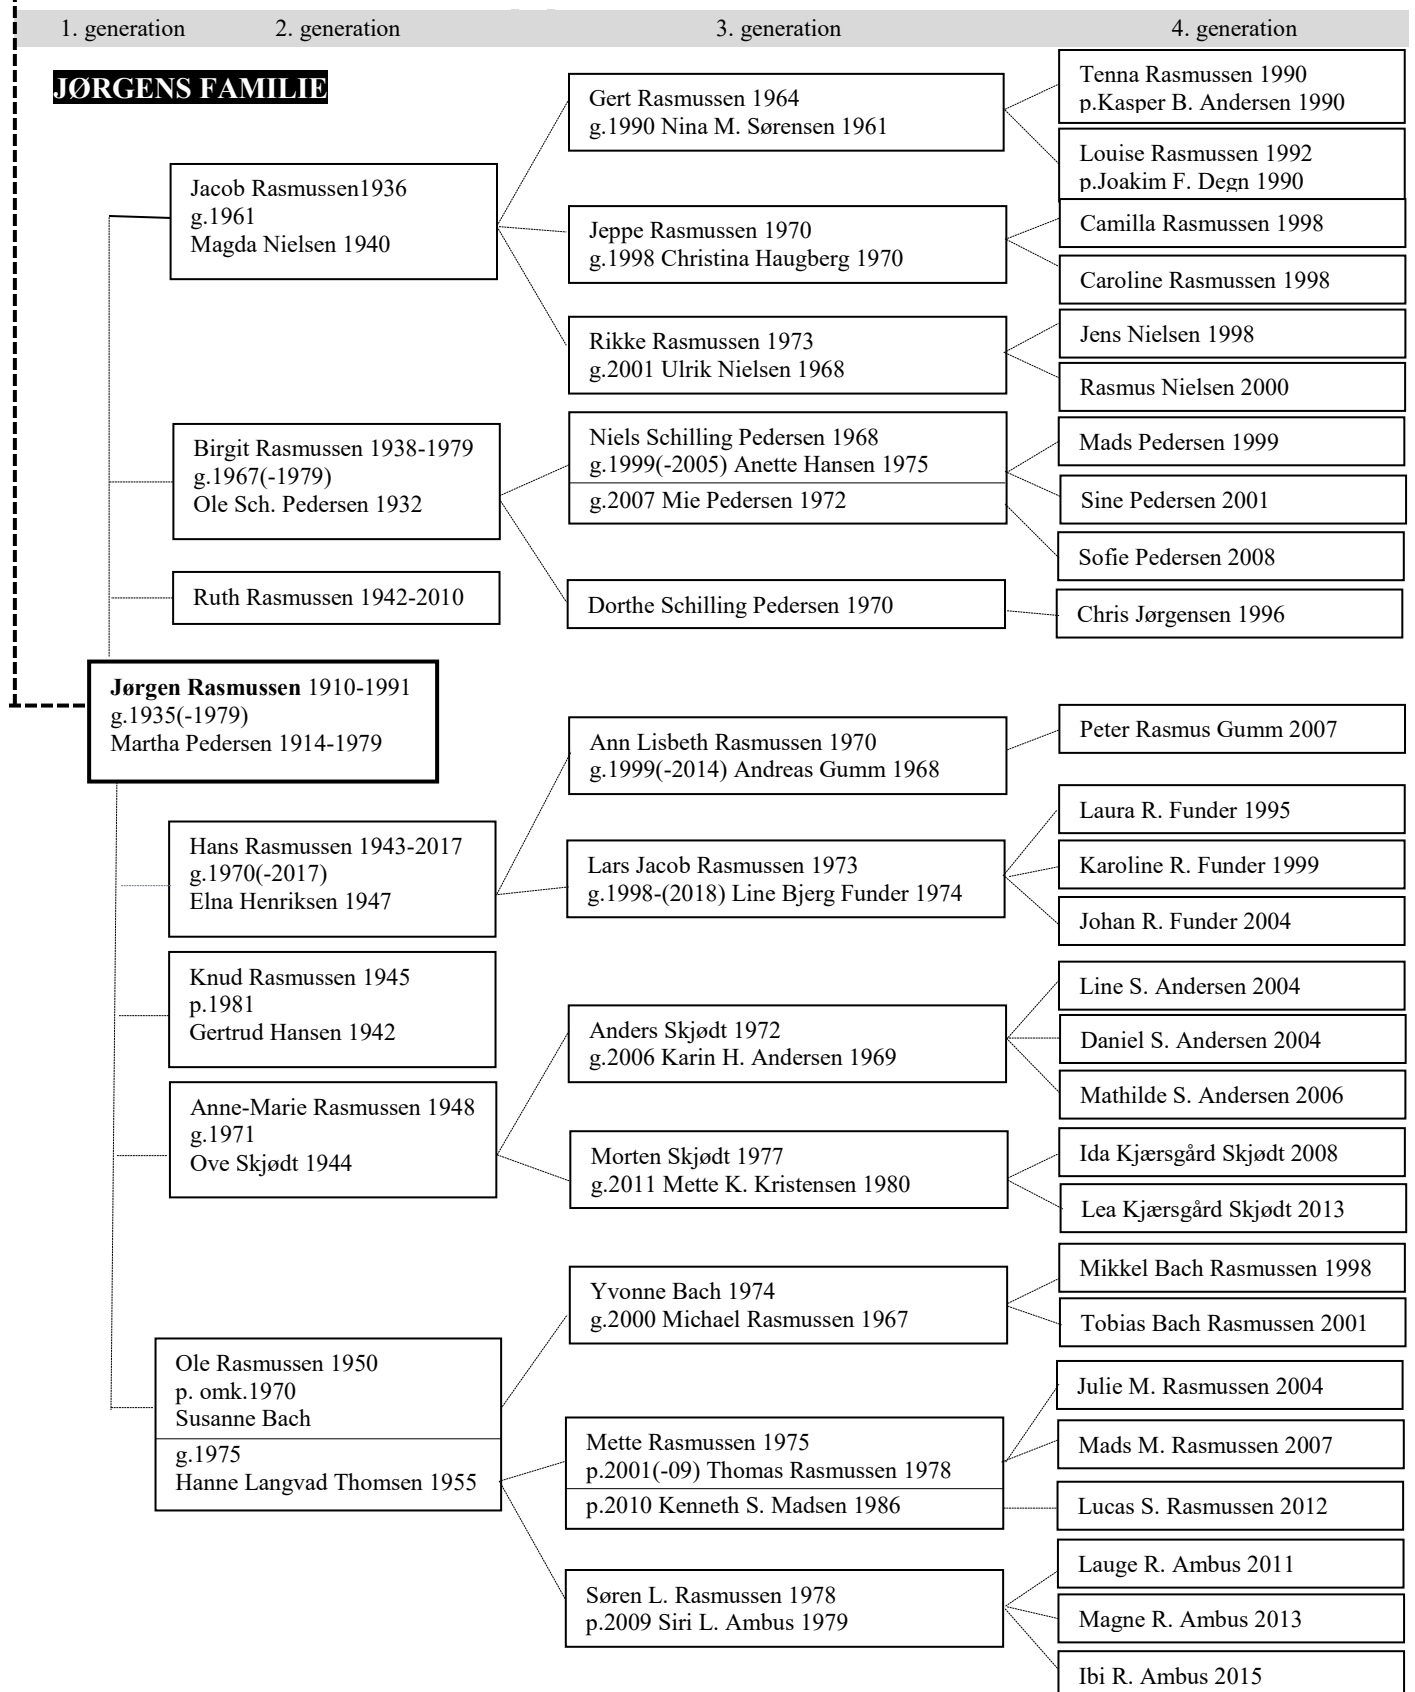 1. generation 2. generation 3. generation 4. generation
JØRGENS FAMILIE
Jørgen Rasmussen 1910-1991
g.1935(-1979)
Martha Pedersen 1914-1979
Jacob Rasmussen1936
g.1961
Magda Nielsen 1940
Gert Rasmussen 1964
g.1990 Nina M. Sørensen 1961
Tenna Rasmussen 1990
p.Kasper B. Andersen 1990
Louise Rasmussen 1992
p.Joakim F. Degn 1990
Jeppe Rasmussen 1970
g.1998 Christina Haugberg 1970
Camilla Rasmussen 1998
Caroline Rasmussen 1998
Rikke Rasmussen 1973
g.2001 Ulrik Nielsen 1968
Jens Nielsen 1998
Rasmus Nielsen 2000
Birgit Rasmussen 1938-1979
g.1967(-1979)
Ole Sch. Pedersen 1932
Niels Schilling Pedersen 1968
g.1999(-2005) Anette Hansen 1975
g.2007 Mie Pedersen 1972
Mads Pedersen 1999
Sine Pedersen 2001
Sofie Pedersen 2008
Dorthe Schilling Pedersen 1970
Chris Jørgensen 1996
Ruth Rasmussen 1942-2010
Hans Rasmussen 1943-2017
g.1970(-2017)
Elna Henriksen 1947
Ann Lisbeth Rasmussen 1970
g.1999(-2014) Andreas Gumm 1968
Peter Rasmus Gumm 2007
Lars Jacob Rasmussen 1973
g.1998-(2018) Line Bjerg Funder 1974
Laura R. Funder 1995
Karoline R. Funder 1999
Johan R. Funder 2004
Knud Rasmussen 1945
p.1981
Gertrud Hansen 1942
Anne-Marie Rasmussen 1948
g.1971
Ove Skjødt 1944
Anders Skjødt 1972
g.2006 Karin H. Andersen 1969
Line S. Andersen 2004
Daniel S. Andersen 2004
Mathilde S. Andersen 2006
Morten Skjødt 1977
g.2011 Mette K. Kristensen 1980
Ida Kjærsgård Skjødt 2008
Lea Kjærsgård Skjødt 2013
Ole Rasmussen 1950
p. omk.1970
Susanne Bach
g.1975
Hanne Langvad Thomsen 1955
Yvonne Bach 1974
g.2000 Michael Rasmussen 1967
Mikkel Bach Rasmussen 1998
Tobias Bach Rasmussen 2001
Mette Rasmussen 1975
p.2001(-09) Thomas Rasmussen 1978
p.2010 Kenneth S. Madsen 1986
Julie M. Rasmussen 2004
Mads M. Rasmussen 2007
Lucas S. Rasmussen 2012
Søren L. Rasmussen 1978
p.2009 Siri L. Ambus 1979
Lauge R. Ambus 2011
Magne R. Ambus 2013
Ibi R. Ambus 2015